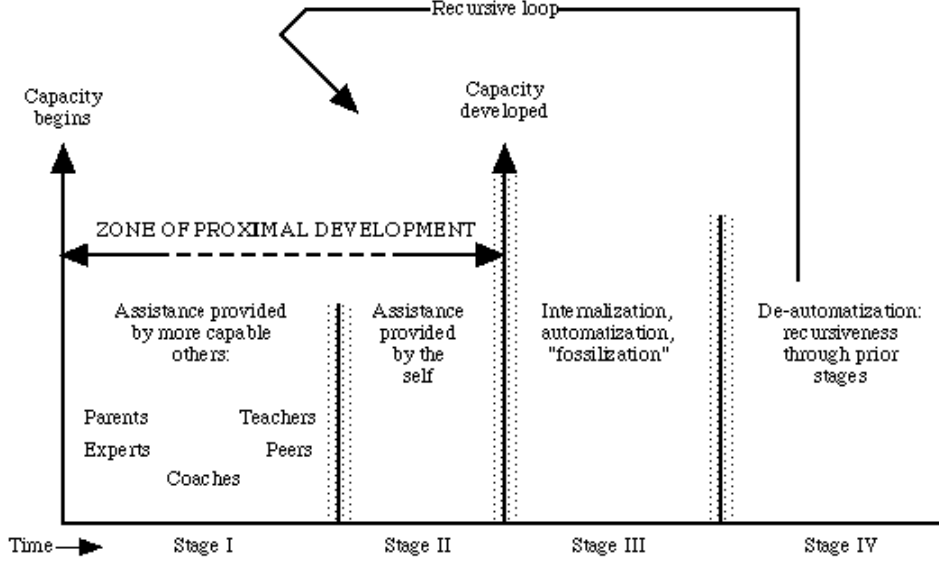 Recursive loop
Capacity
begins
Capacity
developed
ZONE OF PROXIMAL DEVELOPMENT
Assistance provided
by more capable
others:
Parents
Teachers
Experts
Peers
Coaches
Assistance
provided
by the
self
Internalization,
automatization,
"fossilization"
De-automatization:
recursiveness
through prior
stages
Time
Stage I
Stage II
Stage III
Stage IV